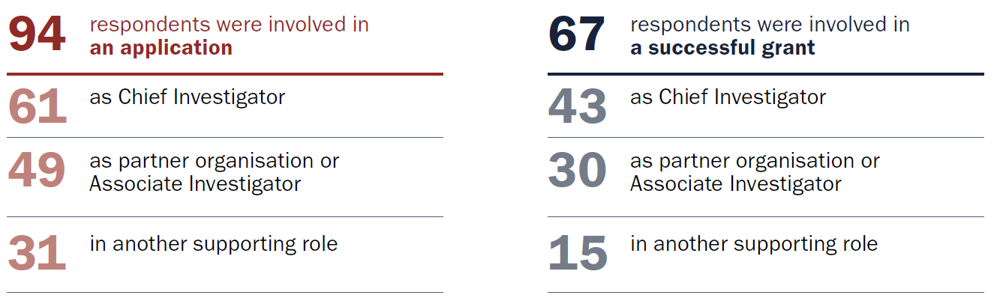 94 respondents were involved in
an application
61 as Chief Investigator
49 as partner organisation or
Associate Investigator
31 in another supporting role
67 respondents were involved in
a successful grant
43 as Chief Investigator
30 as partner organisation or
Associate Investigator
15 in another supporting role